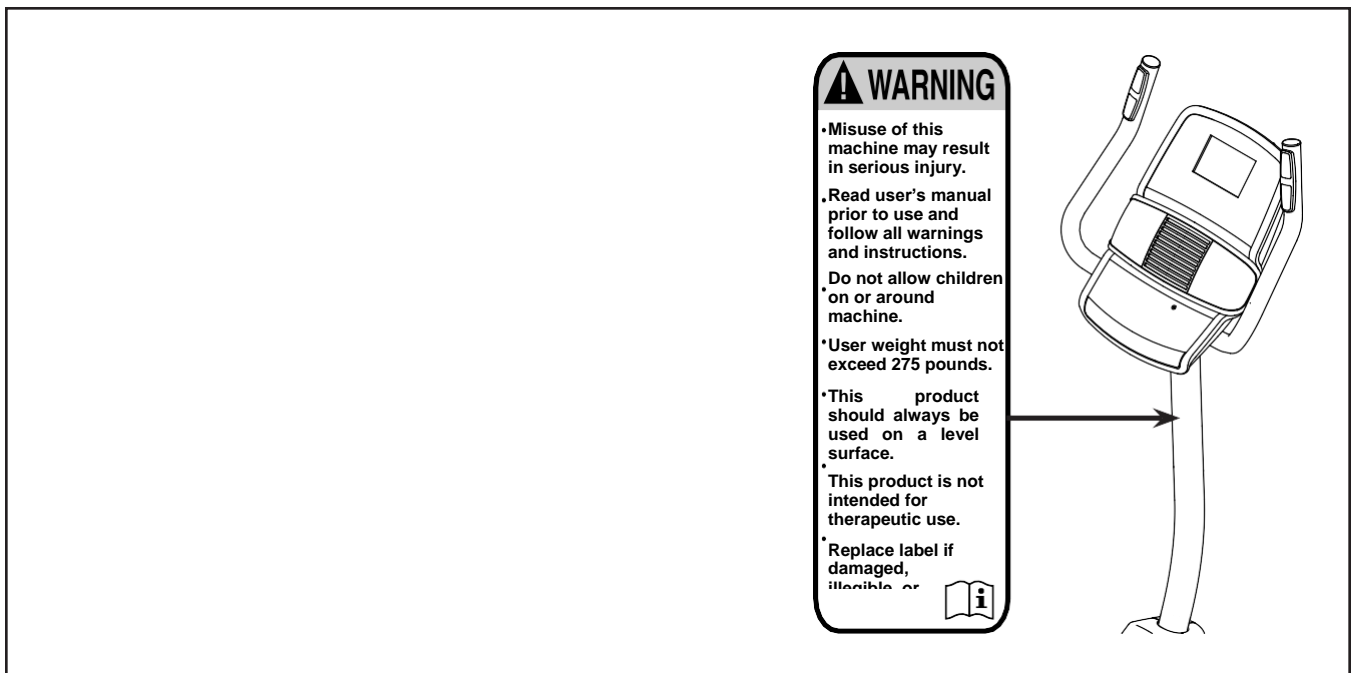 WARNING
•Misuse of this
machine may result
in serious injury.
•Read user’s manual
prior to use and
follow all warnings
and instructions.
•Do not allow children
on or around
machine.
•User weight must not
exceed 275 pounds.
•This product
should always be
used on a level
surface.
•
This product is not
intended for
therapeutic use.
•
Replace label if
damaged,
illegible, or
i